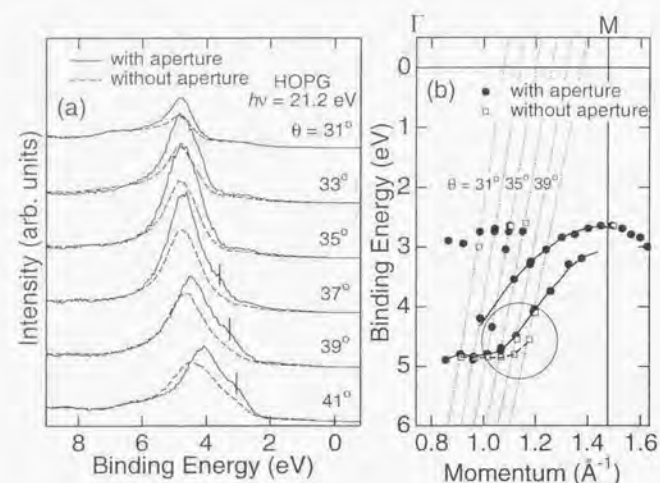 (a)
with aperture
without aperture
HOPG
hν = 21.2 eV
θ = 31°
33°
35°
37°
39°
41°
Intensity (arb. units)
8 6 4 2 0
Binding Energy (eV)
Γ M
(b)
with aperture
without aperture
θ = 31° 35° 39°
0
1
2
3
4
5
6
Binding Energy (eV)
0.8 1.0 1.2 1.4 1.6
Momentum (Å⁻¹)